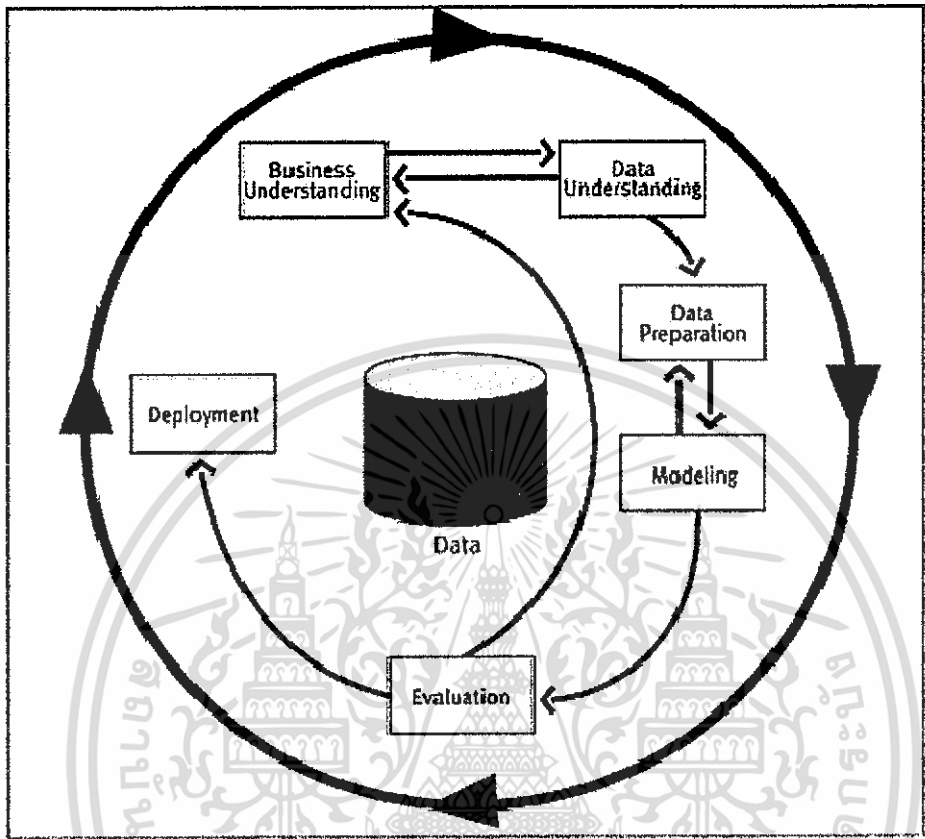 Business
Understanding
Data
Understanding
Data
Preparation
Deployment
Modeling
Data
Evaluation